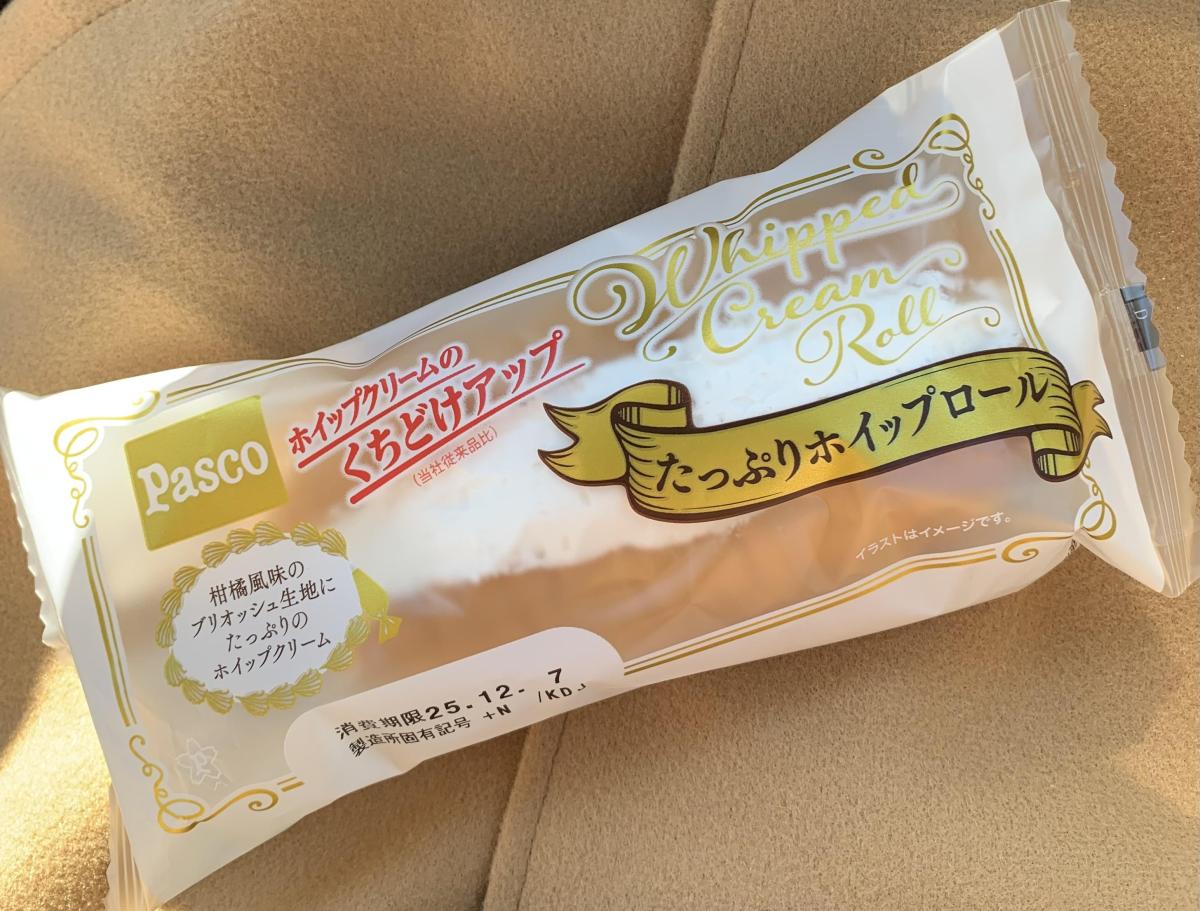 Pasco
ホイップクリームの
くちどけアップ
(当社従来品比)
Whipped
Cream
Roll
たっぷりホイップロール
イラストはイメージです。
柑橘風味の
ブリオッシュ生地に
たっぷりの
ホイップクリーム
消費期限25.12.7
製造所固有記号 +N /KDJ